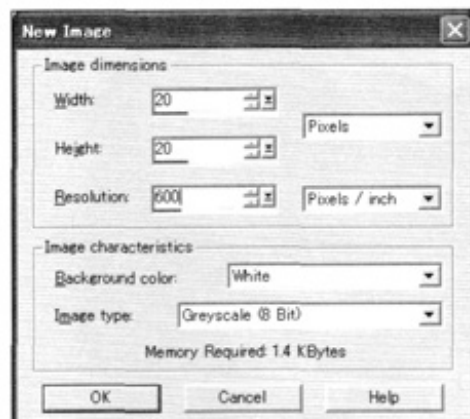 New Image
Image dimensions
Width: 20
Pixels
Height: 20
Resolution: 600 Pixels / inch
Image characteristics
Background color: White
Image type: Greyscale (8 Bit)
Memory Required: 1.4 KBytes
OK Cancel Help